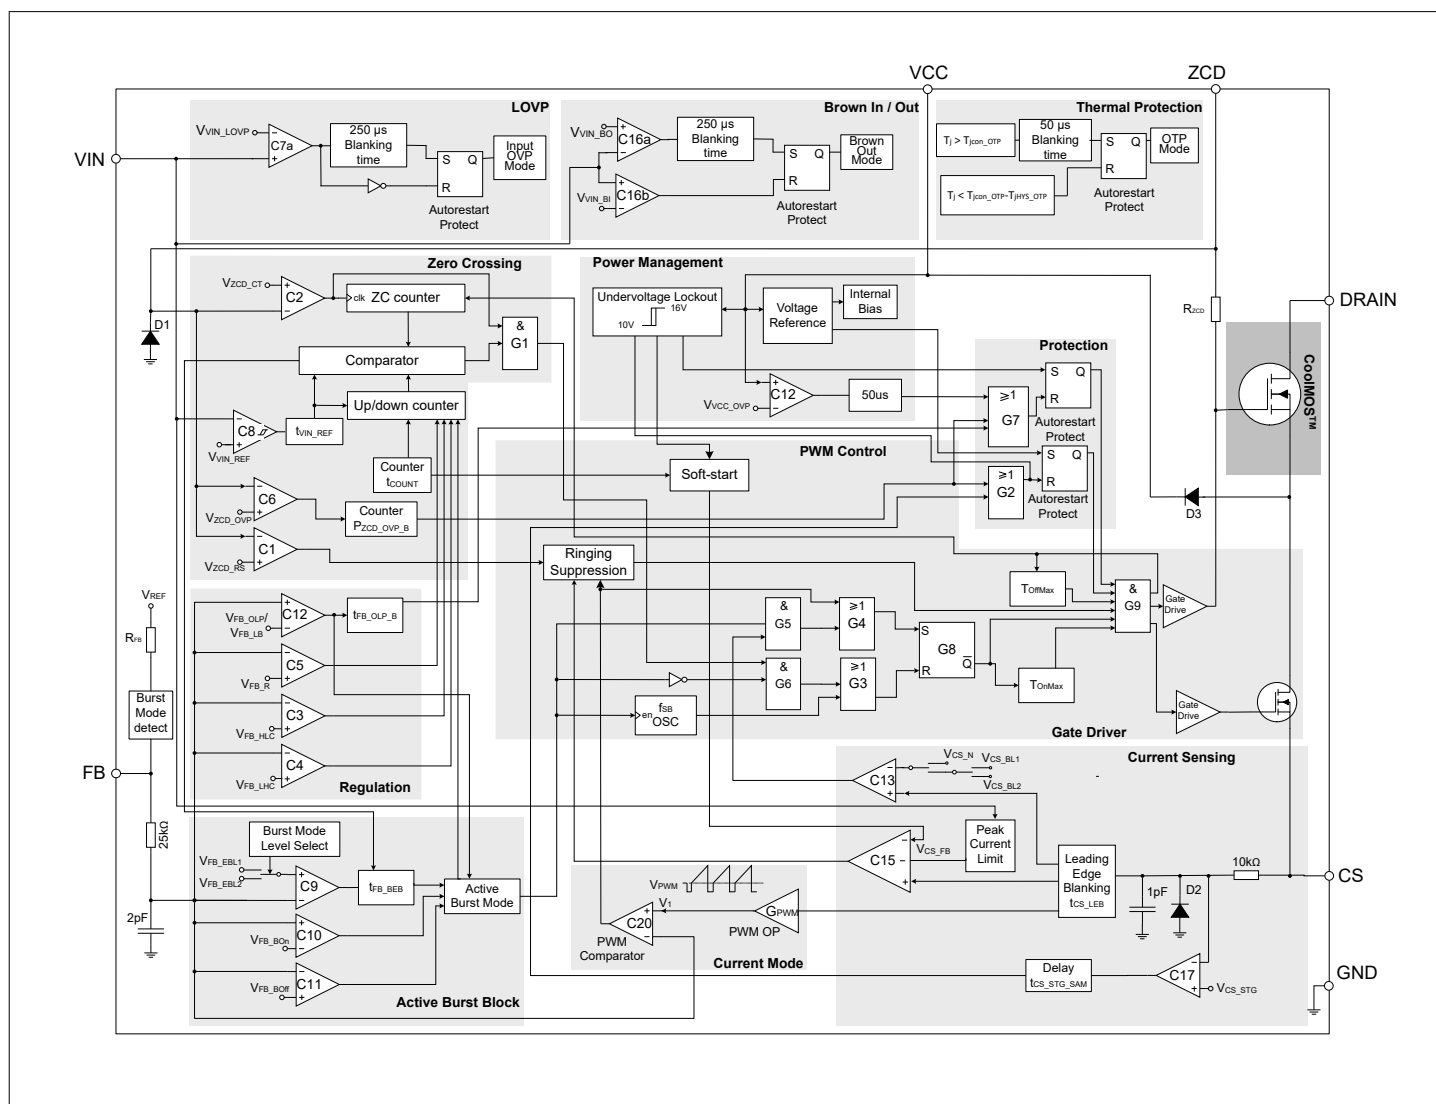 VCC
ZCD
LOVP
VVIN_LOVP
−
+
C7a
250 µs
Blanking
time
S
Q
R
Input
OVP
Mode
Autorestart
Protect
Brown In / Out
VVIN_BO
+
−
C16a
250 µs
Blanking
time
S
Q
R
Brown
Out
Mode
VVIN_BI
+
−
C16b
Autorestart
Protect
Thermal Protection
Tj > Tjcon_OTP
50 µs
Blanking
time
S
Q
R
OTP
Mode
Tj < Tjcon_OTP-TjHYS_OTP
Autorestart
Protect
VIN
Zero Crossing
VZCD_CT
+
−
C2
clk
ZC counter
&
G1
D1
Comparator
Up/down counter
−
+
C8
VVIN_REF
tVIN_REF
Counter
tCOUNT
−
+
C6
VZCD_OVP
Counter
PZCD_OVP_B
−
+
C1
VZCD_RS
Power Management
Undervoltage Lockout
16V
10V
Voltage
Reference
Internal
Bias
+
−
C12
VVCC_OVP
50us
Protection
≥1
G7
S
Q
R
Autorestart
Protect
≥1
G2
S
Q
R
Autorestart
Protect
RZCD
DRAIN
CoolMOS™
D3
PWM Control
Soft-start
Ringing
Suppression
&
G5
≥1
G4
&
G6
≥1
G3
S
R
G8
Q
en
fSB
OSC
TOffMax
TOnMax
&
G9
Gate
Drive
Gate
Drive
Gate Driver
VREF
RFB
Burst
Mode
detect
FB
25kΩ
2pF
VFB_OLP/
VFB_LB
+
−
C12
tFB_OLP_B
−
+
C5
VFB_R
−
+
C3
VFB_HLC
−
+
C4
VFB_LHC
Regulation
Burst Mode
Level Select
VFB_EBL1
VFB_EBL2
+
−
C9
tFB_BEB
Active
Burst Mode
+
−
C10
VFB_BOn
−
+
C11
VFB_BOff
Active Burst Block
Current Sensing
−
+
C13
VCS_N
VCS_BL1
VCS_BL2
-
−
−
+
C15
VCS_FB
Peak
Current
Limit
Leading
Edge
Blanking
tCS_LEB
10kΩ
CS
1pF
D2
VPWM
V1
+
−
C20
GPWM
PWM OP
PWM
Comparator
Current Mode
Delay
tCS_STG_SAM
−
+
C17
VCS_STG
GND